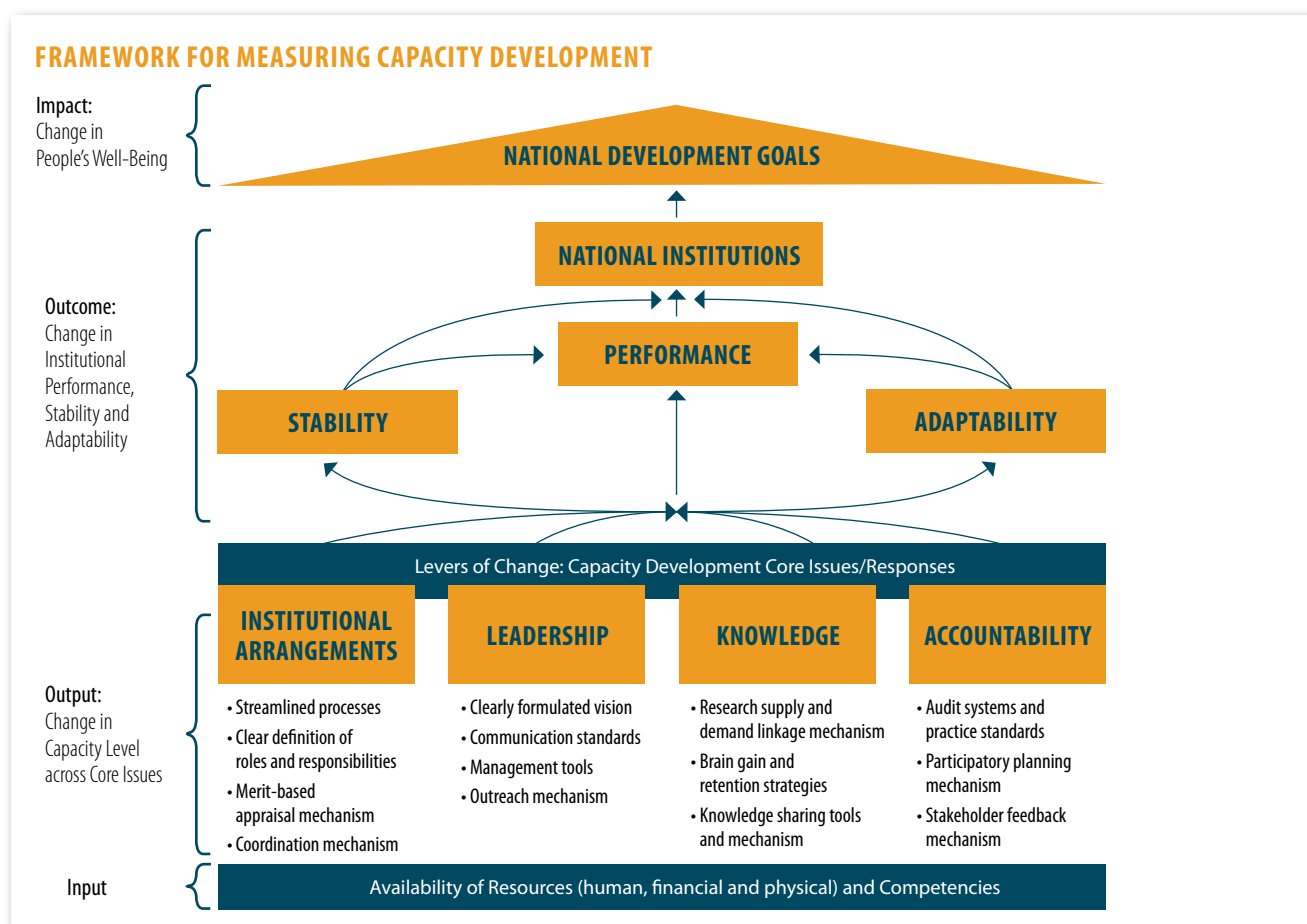 FRAMEWORK FOR MEASURING CAPACITY DEVELOPMENT
Impact:
Change in
People's Well-Being
NATIONAL DEVELOPMENT GOALS
NATIONAL INSTITUTIONS
Outcome:
Change in
Institutional
Performance,
Stability and
Adaptability
PERFORMANCE
STABILITY
ADAPTABILITY
Levers of Change: Capacity Development Core Issues/Responses
INSTITUTIONAL
ARRANGEMENTS
LEADERSHIP
KNOWLEDGE
ACCOUNTABILITY
Output:
Change in
Capacity Level
across Core Issues
• Streamlined processes
• Clear definition of
roles and responsibilities
• Merit-based
appraisal mechanism
• Coordination mechanism
• Clearly formulated vision
• Communication standards
• Management tools
• Outreach mechanism
• Research supply and
demand linkage mechanism
• Brain gain and
retention strategies
• Knowledge sharing tools
and mechanism
• Audit systems and
practice standards
• Participatory planning
mechanism
• Stakeholder feedback
mechanism
Input
Availability of Resources (human, financial and physical) and Competencies